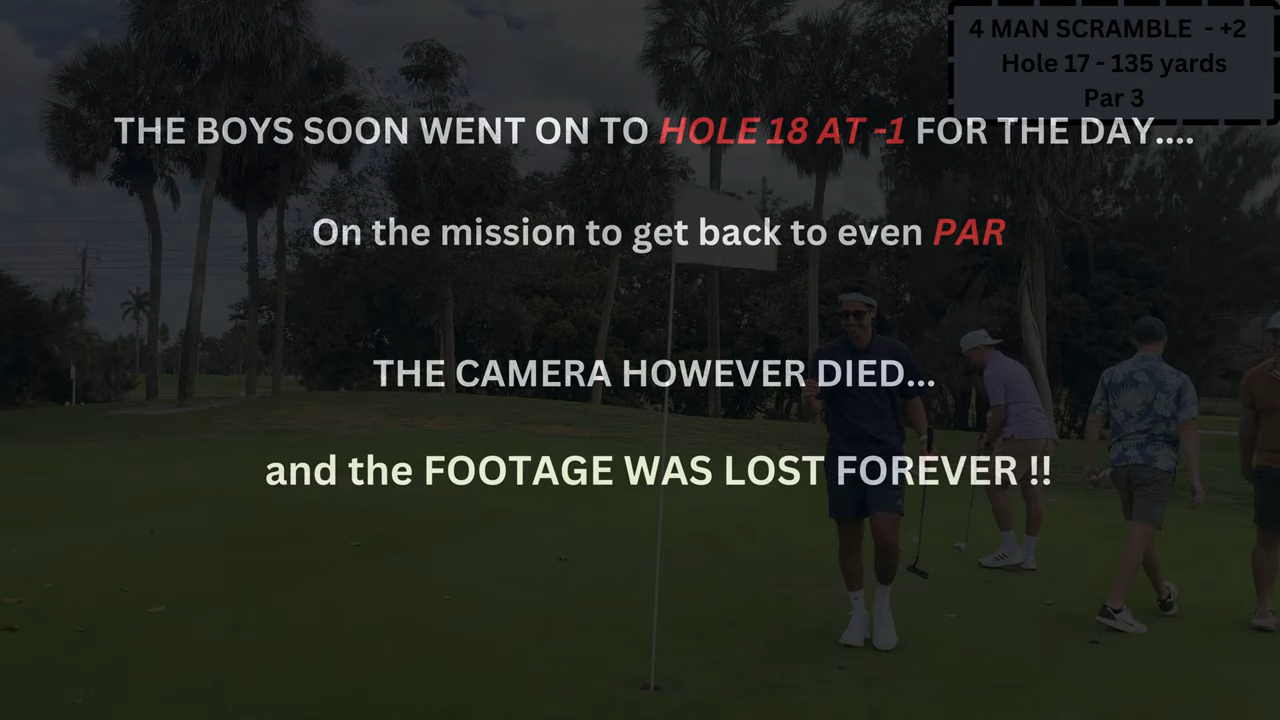 4 MAN SCRAMBLE - +2
Hole 17 - 135 yards
Par 3
THE BOYS SOON WENT ON TO HOLE 18 AT -1 FOR THE DAY....
On the mission to get back to even PAR
THE CAMERA HOWEVER DIED...
and the FOOTAGE WAS LOST FOREVER !!